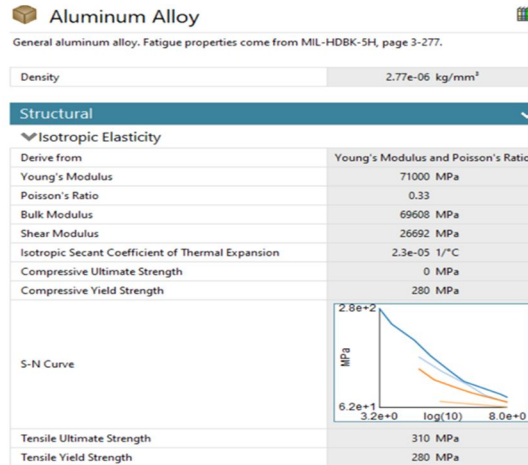 Aluminum Alloy
General aluminum alloy. Fatigue properties come from MIL-HDBK-5H, page 3-277.
Density 2.77e-06 kg/mm³
Structural
Isotropic Elasticity
Derive from Young's Modulus and Poisson's Ratio
Young's Modulus 71000 MPa
Poisson's Ratio 0.33
Bulk Modulus 69608 MPa
Shear Modulus 26692 MPa
Isotropic Secant Coefficient of Thermal Expansion 2.3e-05 1/°C
Compressive Ultimate Strength 0 MPa
Compressive Yield Strength 280 MPa
2.8e+2
MPa
S-N Curve
6.2e+1
3.2e+0 log(10) 8.0e+0
Tensile Ultimate Strength 310 MPa
Tensile Yield Strength 280 MPa